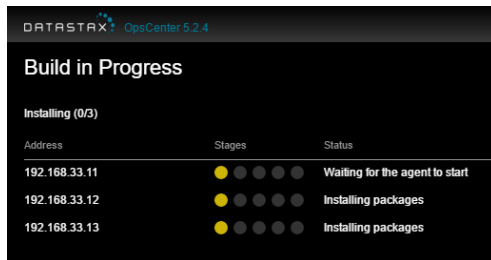 DATASTAX OpsCenter 5.2.4
Build in Progress
Installing (0/3)
Address Stages Status
192.168.33.11 Waiting for the agent to start
192.168.33.12 Installing packages
192.168.33.13 Installing packages